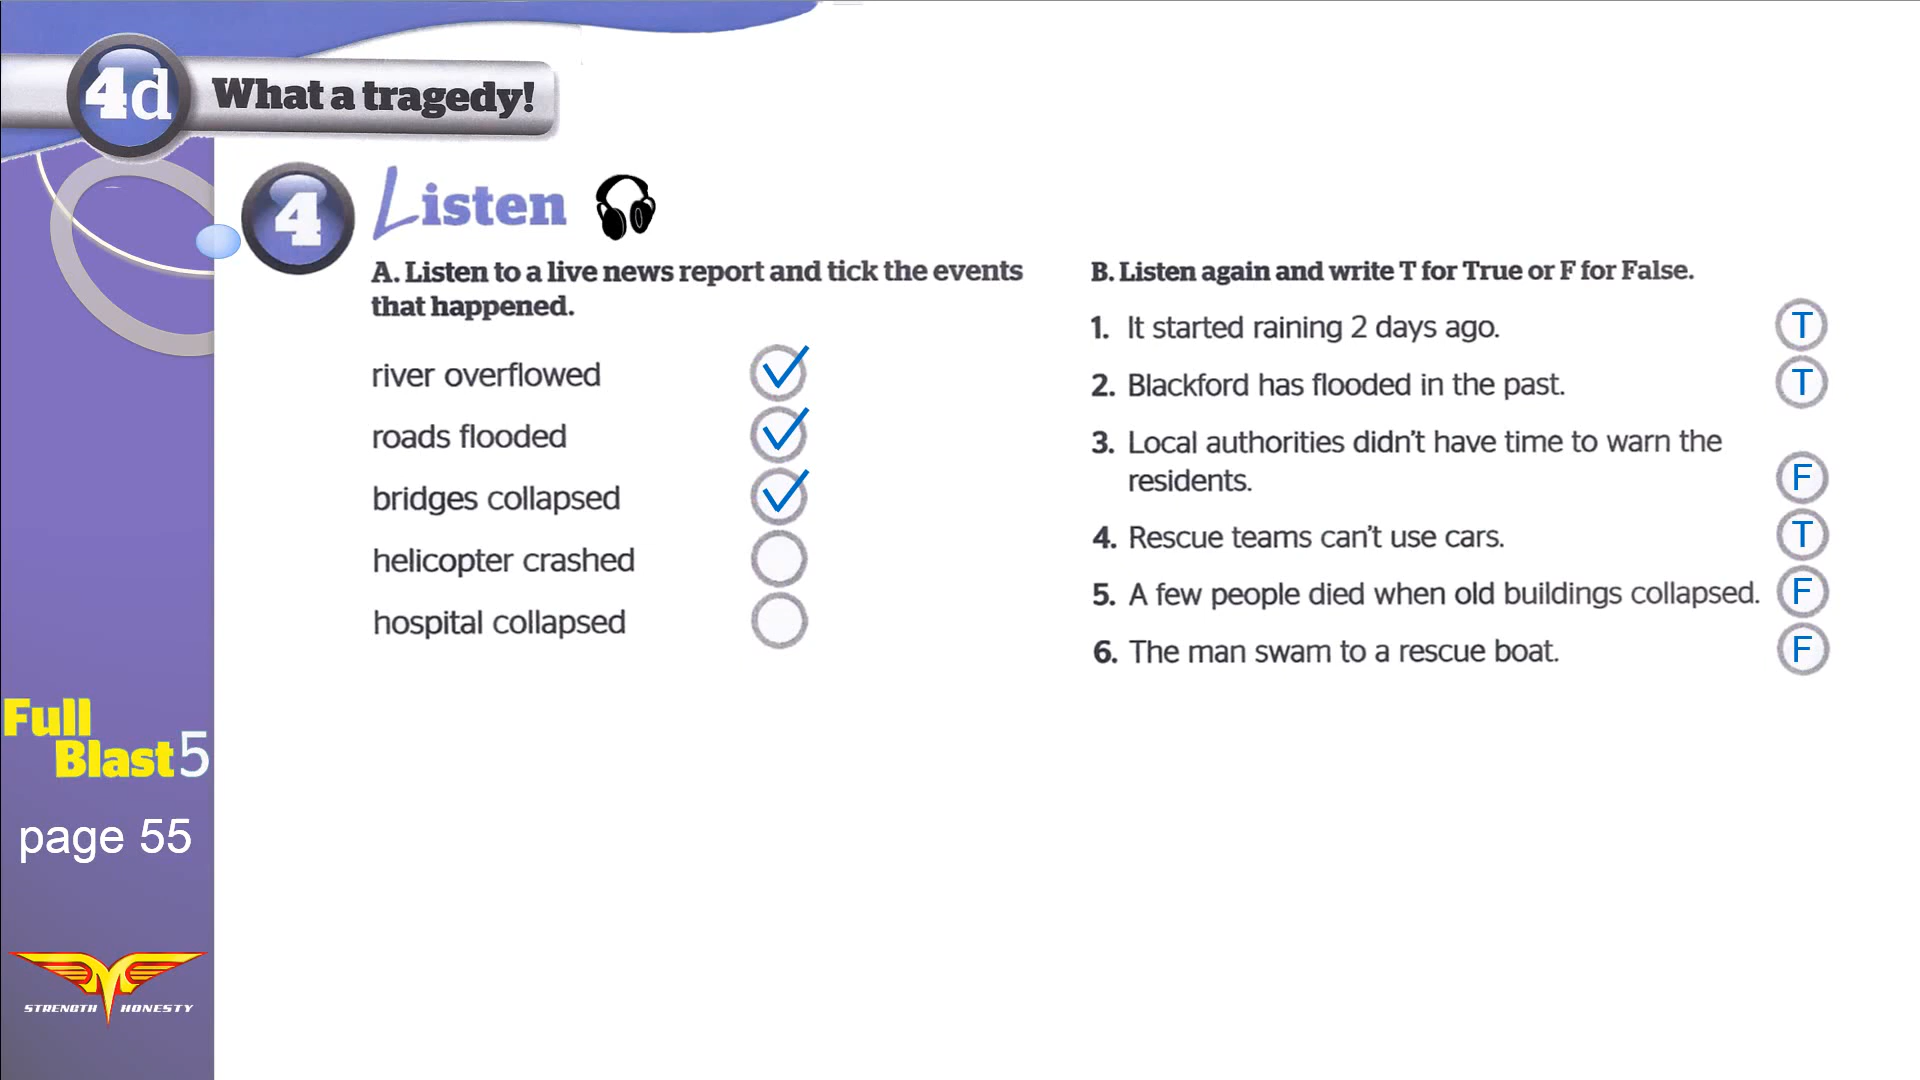 4d What a tragedy!
4 Listen
A. Listen to a live news report and tick the events
that happened.
river overflowed
roads flooded
bridges collapsed
helicopter crashed
hospital collapsed
B. Listen again and write T for True or F for False.
1. It started raining 2 days ago. T
2. Blackford has flooded in the past. T
3. Local authorities didn't have time to warn the
residents. F
4. Rescue teams can't use cars. T
5. A few people died when old buildings collapsed. F
6. The man swam to a rescue boat. F
Full
Blast 5
page 55
STRENGTH HONESTY